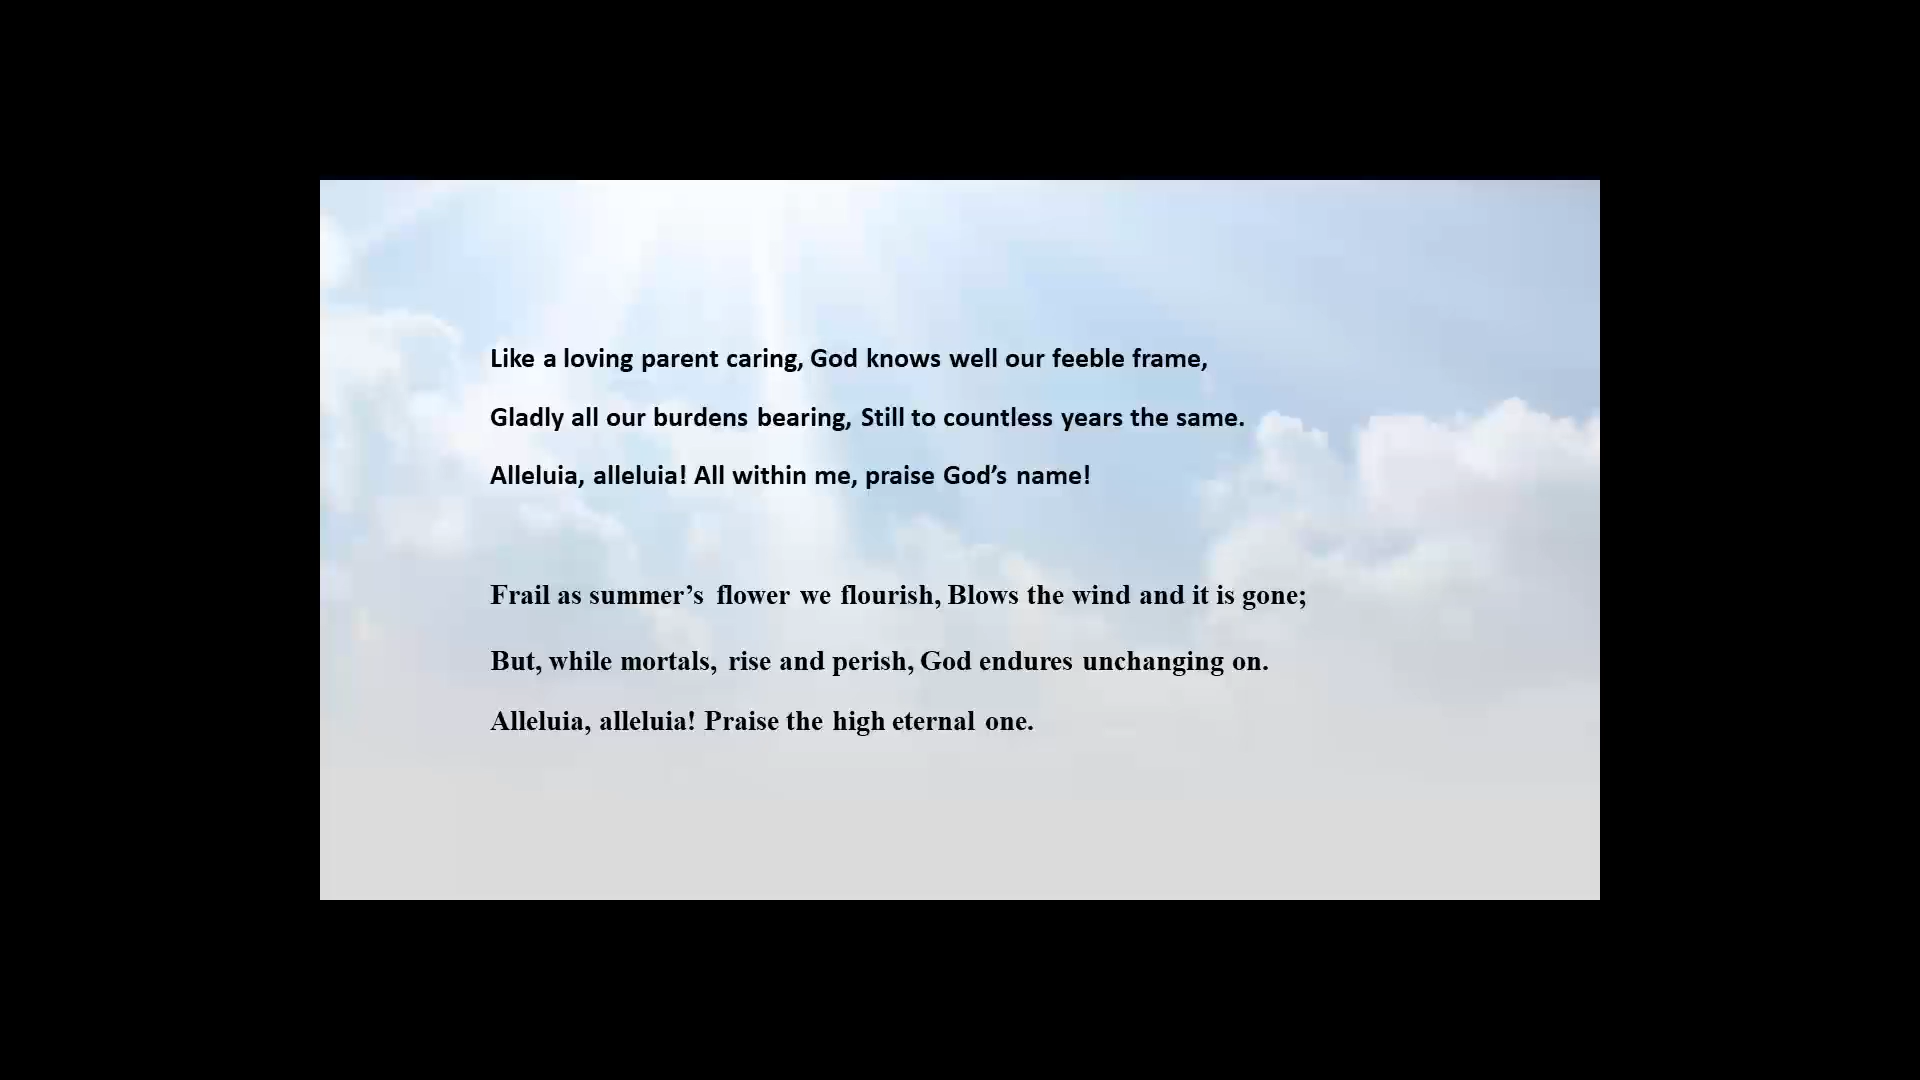 Like a loving parent caring, God knows well our feeble frame,
Gladly all our burdens bearing, Still to countless years the same.
Alleluia, alleluia! All within me, praise God’s name!
Frail as summer’s flower we flourish, Blows the wind and it is gone;
But, while mortals, rise and perish, God endures unchanging on.
Alleluia, alleluia! Praise the high eternal one.